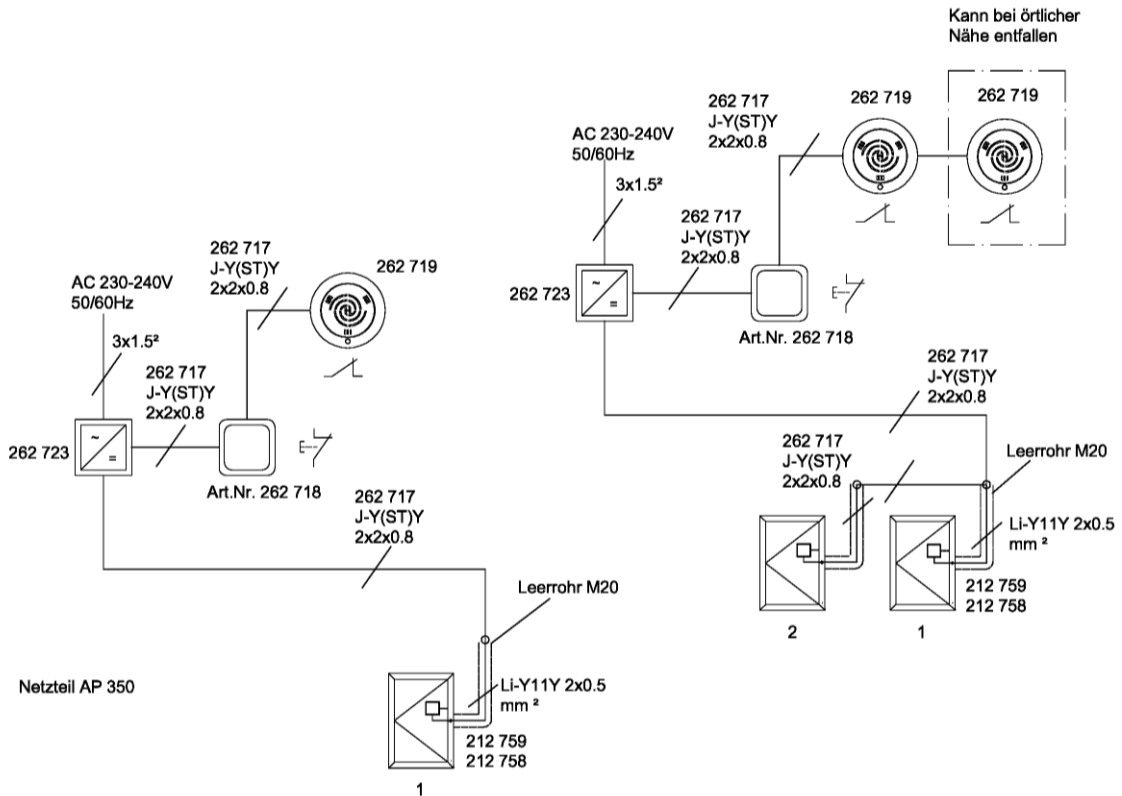 Kann bei örtlicher
Nähe entfallen
262 717
J-Y(ST)Y
2x2x0.8
262 719
262 719
AC 230-240V
50/60Hz
3x1.5²
262 717
J-Y(ST)Y
2x2x0.8
262 723
~
=
Art.Nr. 262 718
262 717
J-Y(ST)Y
2x2x0.8
262 717
J-Y(ST)Y
2x2x0.8
Leerrohr M20
Li-Y11Y 2x0.5
mm ²
212 759
212 758
2
1
262 717
J-Y(ST)Y
2x2x0.8
262 719
AC 230-240V
50/60Hz
3x1.5²
262 717
J-Y(ST)Y
2x2x0.8
262 723
~
=
Art.Nr. 262 718
262 717
J-Y(ST)Y
2x2x0.8
Leerrohr M20
Netzteil AP 350
Li-Y11Y 2x0.5
mm ²
212 759
212 758
1